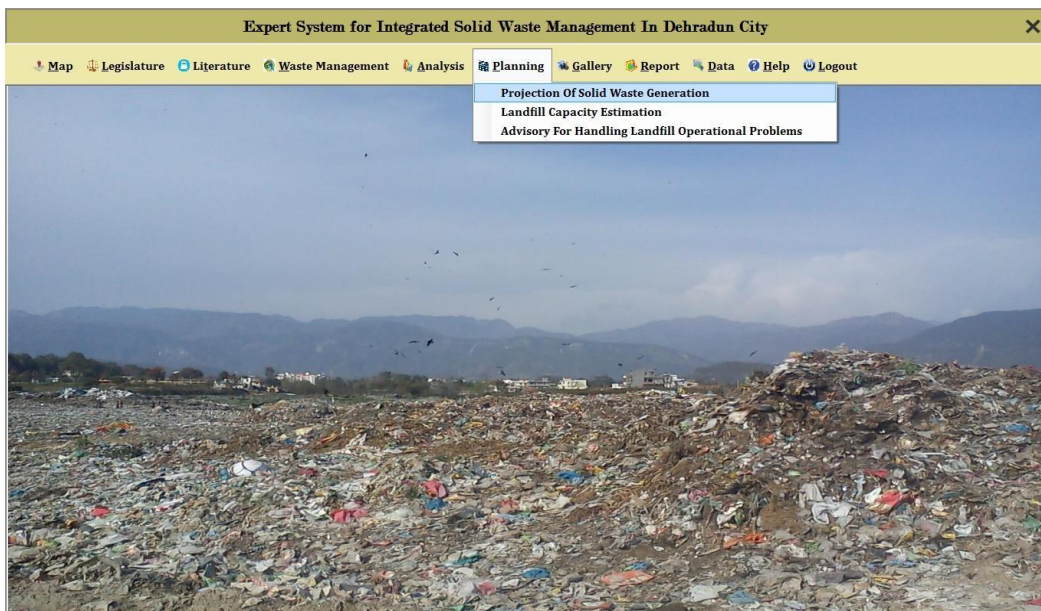 Expert System for Integrated Solid Waste Management In Dehradun City
Map Legislature Literature Waste Management Analysis Planning Gallery Report Data Help Logout
Projection Of Solid Waste Generation
Landfill Capacity Estimation
Advisory For Handling Landfill Operational Problems